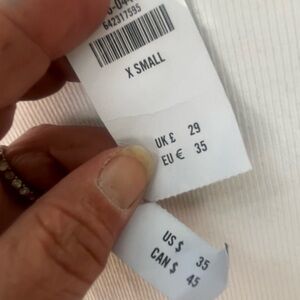 642317595
X SMALL
UK £ 29
EU € 35
US $ 35
CAN $ 45